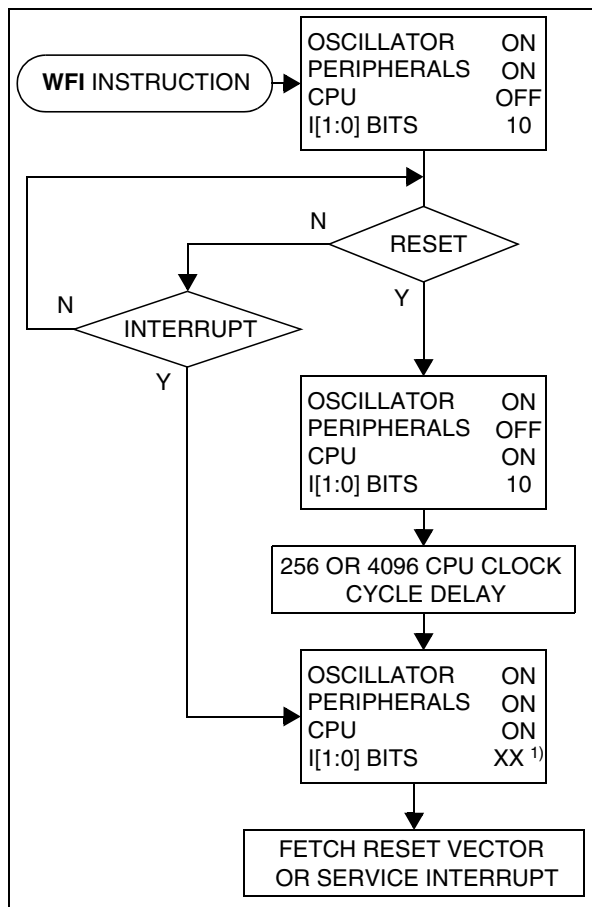 WFI INSTRUCTION
OSCILLATOR ON
PERIPHERALS ON
CPU OFF
I[1:0] BITS 10
N
RESET
N
INTERRUPT
Y
Y
OSCILLATOR ON
PERIPHERALS OFF
CPU ON
I[1:0] BITS 10
256 OR 4096 CPU CLOCK
CYCLE DELAY
OSCILLATOR ON
PERIPHERALS ON
CPU ON
I[1:0] BITS XX 1)
FETCH RESET VECTOR
OR SERVICE INTERRUPT